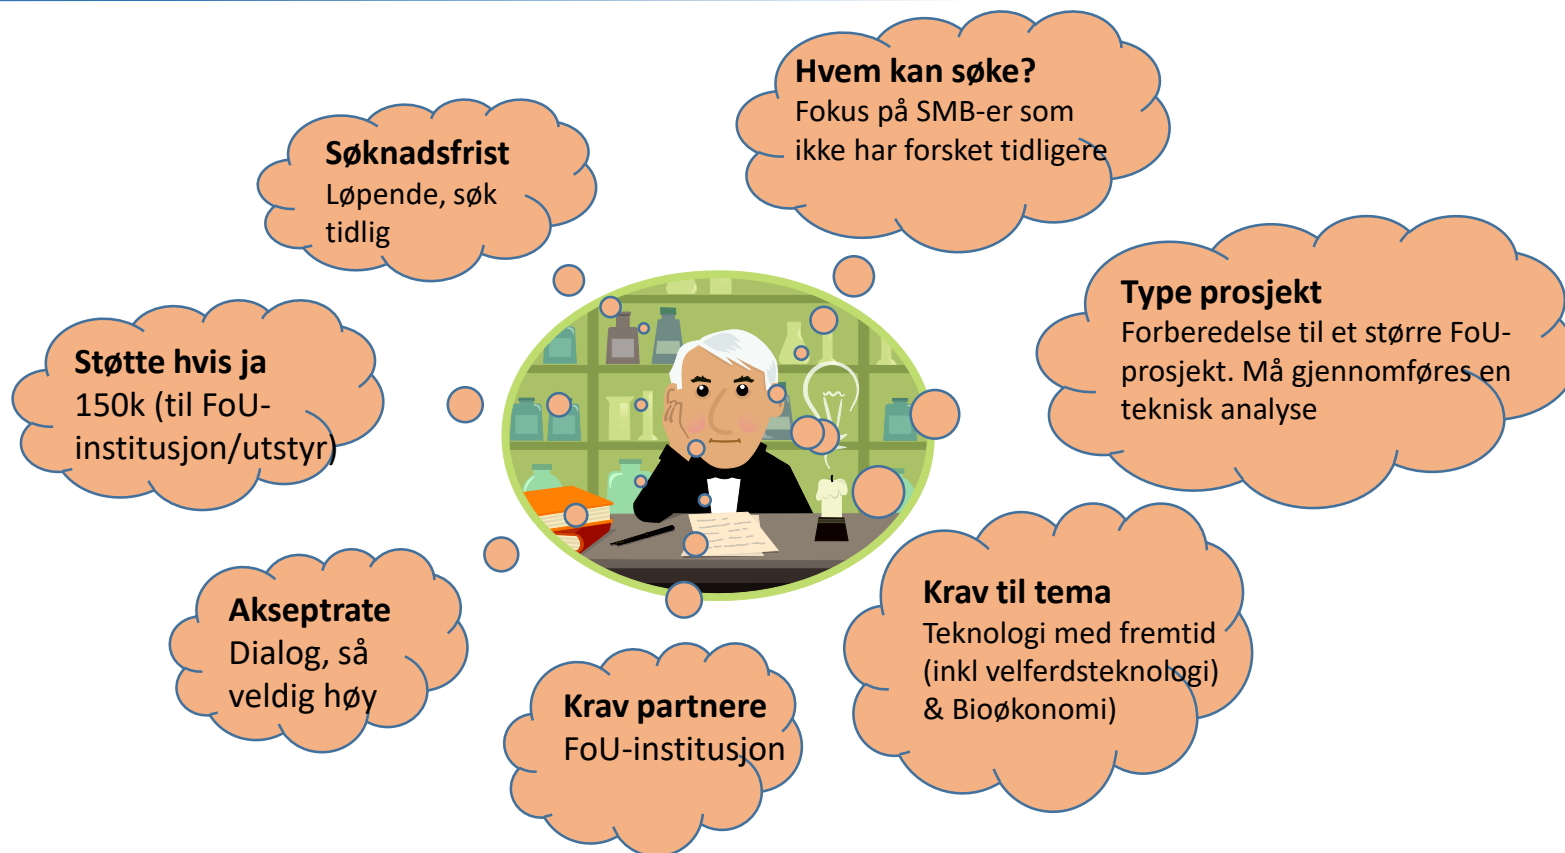 Hvem kan søke?
Fokus på SMB-er som
ikke har forsket tidligere
Søknadsfrist
Løpende, søk
tidlig
Type prosjekt
Forberedelse til et større FoU-
prosjekt. Må gjennomføres en
teknisk analyse
Støtte hvis ja
150k (til FoU-
institusjon/utstyr)
Krav til tema
Teknologi med fremtid
(inkl velferdsteknologi)
& Bioøkonomi)
Akseptrate
Dialog, så
veldig høy
Krav partnere
FoU-institusjon